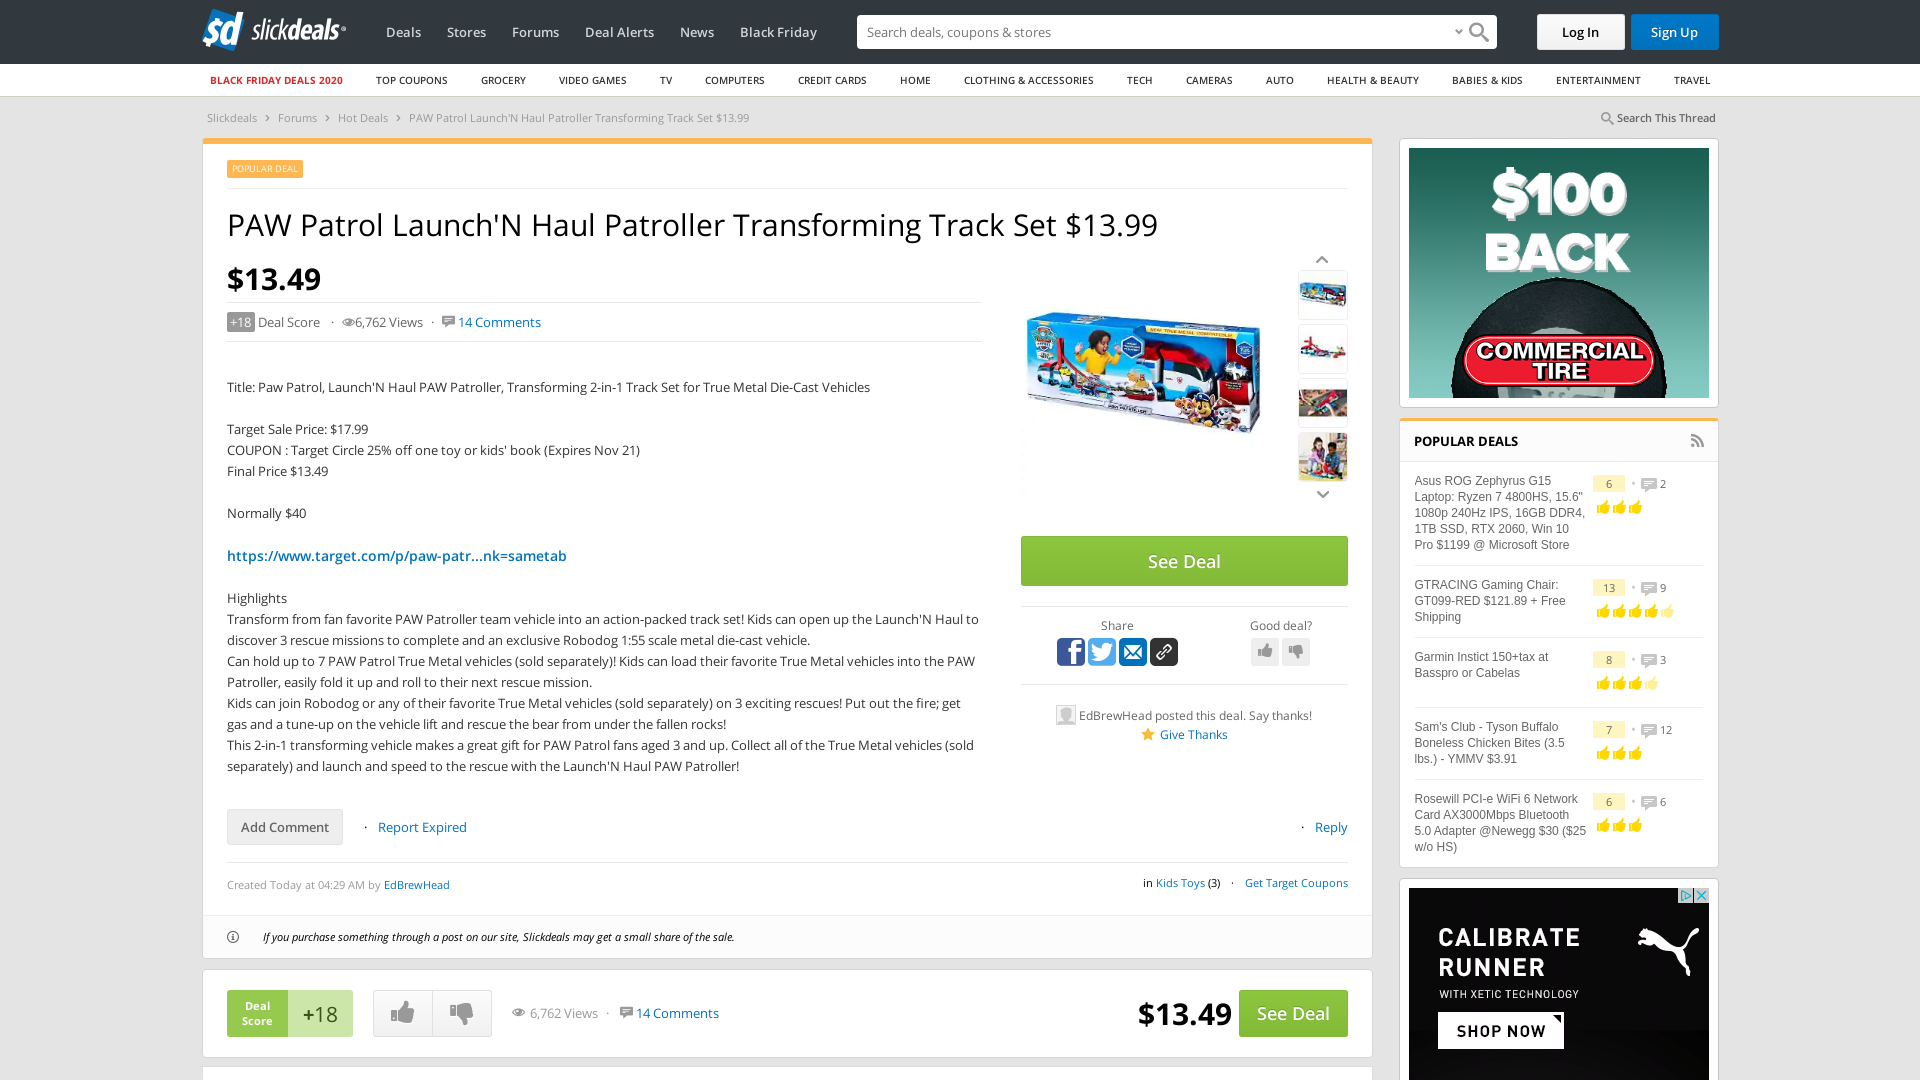 slickdeals
Deals
Stores
Forums
Deal Alerts
News
Black Friday
Search deals, coupons & stores
Log In
Sign Up
BLACK FRIDAY DEALS 2020
TOP COUPONS
GROCERY
VIDEO GAMES
TV
COMPUTERS
CREDIT CARDS
HOME
CLOTHING & ACCESSORIES
TECH
CAMERAS
AUTO
HEALTH & BEAUTY
BABIES & KIDS
ENTERTAINMENT
TRAVEL
Slickdeals › Forums › Hot Deals › PAW Patrol Launch'N Haul Patroller Transforming Track Set $13.99
Search This Thread
POPULAR DEAL
PAW Patrol Launch'N Haul Patroller Transforming Track Set $13.99
$13.49
+18 Deal Score · 6,762 Views · 14 Comments
Title: Paw Patrol, Launch'N Haul PAW Patroller, Transforming 2-in-1 Track Set for True Metal Die-Cast Vehicles
Target Sale Price: $17.99
COUPON : Target Circle 25% off one toy or kids' book (Expires Nov 21)
Final Price $13.49
Normally $40
https://www.target.com/p/paw-patr...nk=sametab
Highlights
Transform from fan favorite PAW Patroller team vehicle into an action-packed track set! Kids can open up the Launch'N Haul to
discover 3 rescue missions to complete and an exclusive Robodog 1:55 scale metal die-cast vehicle.
Can hold up to 7 PAW Patrol True Metal vehicles (sold separately)! Kids can load their favorite True Metal vehicles into the PAW
Patroller, easily fold it up and roll to their next rescue mission.
Kids can join Robodog or any of their favorite True Metal vehicles (sold separately) on 3 exciting rescues! Put out the fire; get
gas and a tune-up on the vehicle lift and rescue the bear from under the fallen rocks!
This 2-in-1 transforming vehicle makes a great gift for PAW Patrol fans aged 3 and up. Collect all of the True Metal vehicles (sold
separately) and launch and speed to the rescue with the Launch'N Haul PAW Patroller!
See Deal
Share
Good deal?
EdBrewHead posted this deal. Say thanks!
Give Thanks
Add Comment
· Report Expired
· Reply
Created Today at 04:29 AM by EdBrewHead
in Kids Toys (3) · Get Target Coupons
If you purchase something through a post on our site, Slickdeals may get a small share of the sale.
Deal
Score
+18
6,762 Views · 14 Comments
$13.49
See Deal
$100
BACK
COMMERCIAL
TIRE
POPULAR DEALS
Asus ROG Zephyrus G15
Laptop: Ryzen 7 4800HS, 15.6"
1080p 240Hz IPS, 16GB DDR4,
1TB SSD, RTX 2060, Win 10
Pro $1199 @ Microsoft Store
6 • 2
GTRACING Gaming Chair:
GT099-RED $121.89 + Free
Shipping
13 • 9
Garmin Instict 150+tax at
Basspro or Cabelas
8 • 3
Sam's Club - Tyson Buffalo
Boneless Chicken Bites (3.5
lbs.) - YMMV $3.91
7 • 12
Rosewill PCI-e WiFi 6 Network
Card AX3000Mbps Bluetooth
5.0 Adapter @Newegg $30 ($25
w/o HS)
6 • 6
CALIBRATE
RUNNER
WITH XETIC TECHNOLOGY
SHOP NOW